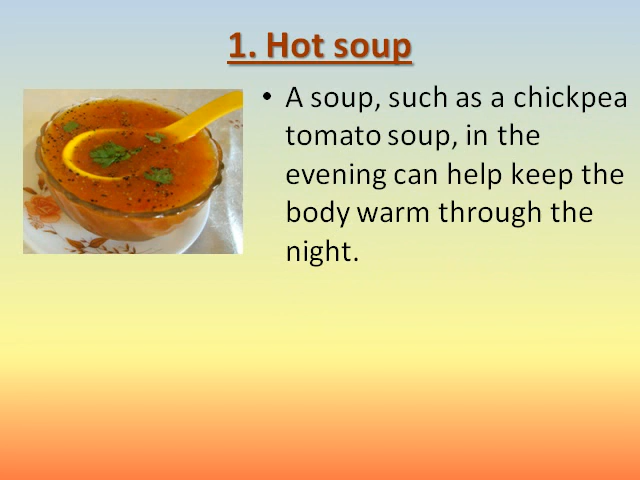 1. Hot soup
• A soup, such as a chickpea
tomato soup, in the
evening can help keep the
body warm through the
night.